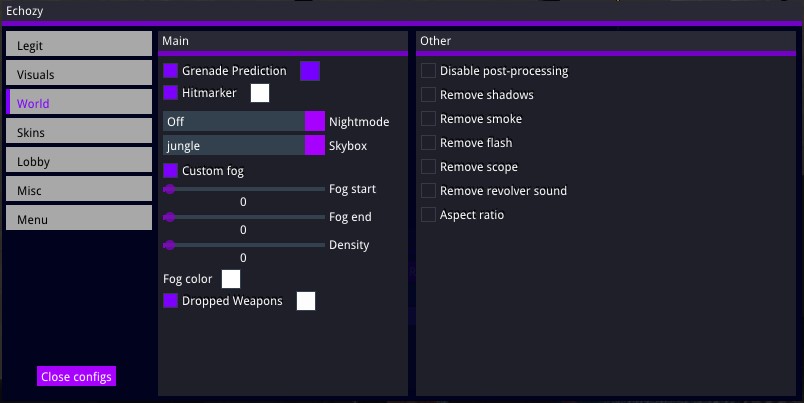 Echozy
Legit
Visuals
World
Skins
Lobby
Misc
Menu
Close configs
Main
Grenade Prediction
Hitmarker
Off Nightmode
jungle Skybox
Custom fog
Fog start
0
Fog end
0
Density
0
Fog color
Dropped Weapons
Other
Disable post-processing
Remove shadows
Remove smoke
Remove flash
Remove scope
Remove revolver sound
Aspect ratio